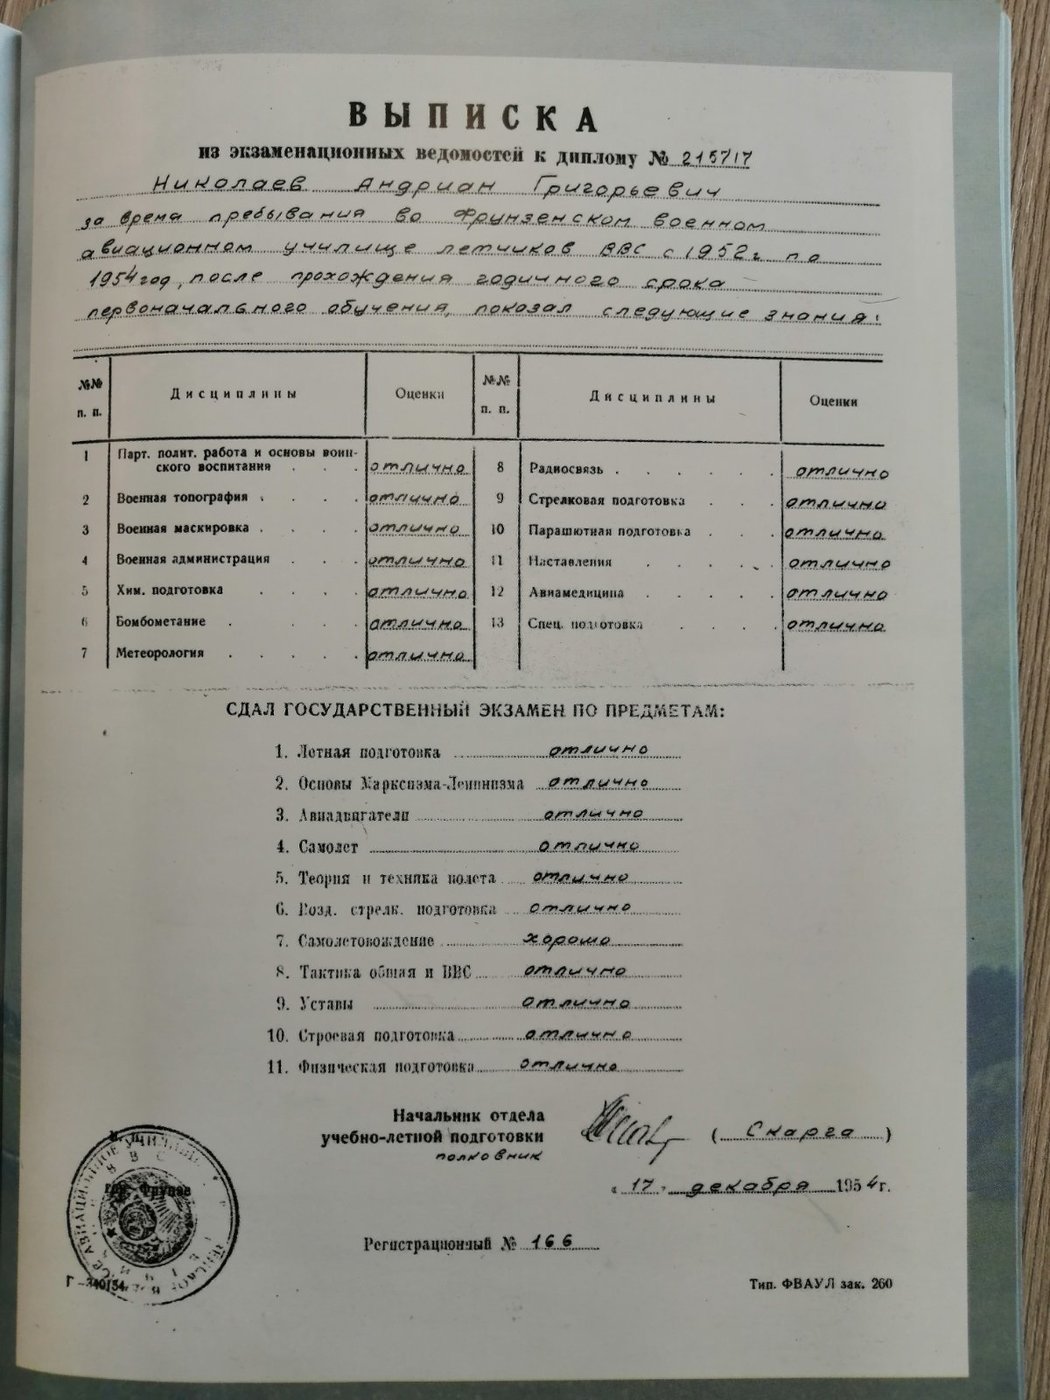 ВЫПИСКА
из экзаменационных ведомостей к диплому № 215717
Николаев Андриан Григорьевич
за время пребывания во Фрунзенском военном
авиационном училище летчиков ВВС с 1952г по
1954 год, после прохождения годичного срока
первоначального обучения, показал следующие знания:
№№ п. п. Дисциплины Оценки №№ п. п. Дисциплины Оценки
1 Парт. полит. работа и основы воинского воспитания отлично 8 Радиосвязь отлично
2 Военная топография отлично 9 Стрелковая подготовка отлично
3 Военная маскировка отлично 10 Парашютная подготовка отлично
4 Военная администрация отлично 11 Наставления отлично
5 Хим. подготовка отлично 12 Авиамедицина отлично
6 Бомбометание отлично 13 Спец. подготовка отлично
7 Метеорология отлично
СДАЛ ГОСУДАРСТВЕННЫЙ ЭКЗАМЕН ПО ПРЕДМЕТАМ:
1. Летная подготовка отлично
2. Основы Марксизма-Ленинизма отлично
3. Авиадвигатели отлично
4. Самолет отлично
5. Теория и техника полета отлично
6. Возд. стрелк. подготовка отлично
7. Самолетовождение хорошо
8. Тактика общая и ВВС отлично
9. Уставы отлично
10. Строевая подготовка отлично
11. Физическая подготовка отлично
Начальник отдела
учебно-летной подготовки (Скарго)
полковник
«17» декабря 1954 г.
Регистрационный № 166
Г-340154
Тип. ФВАУЛ зак. 260